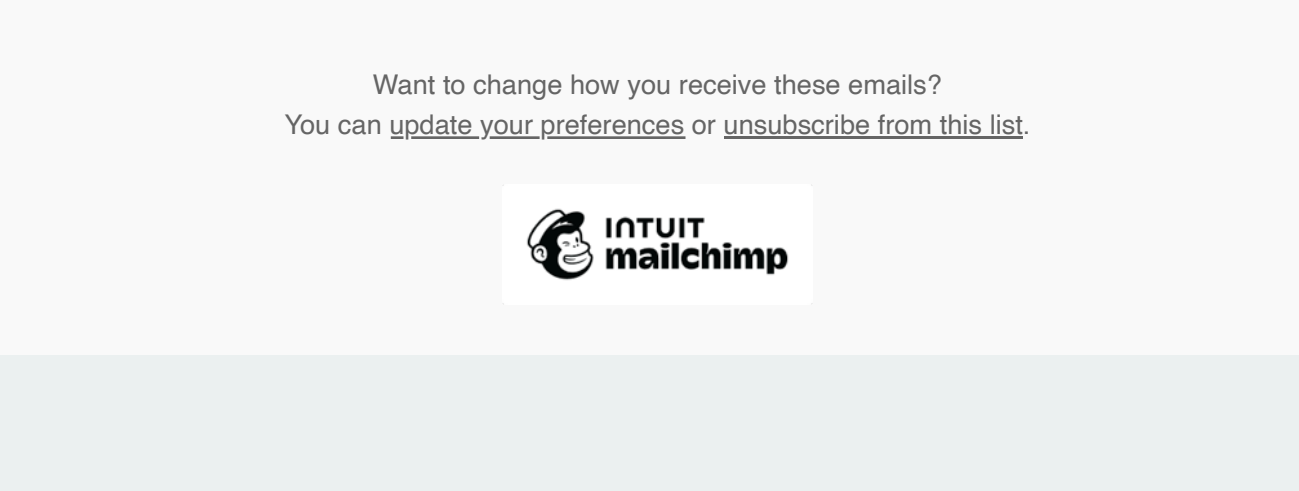 Want to change how you receive these emails?
You can update your preferences or unsubscribe from this list.
INTUIT
mailchimp